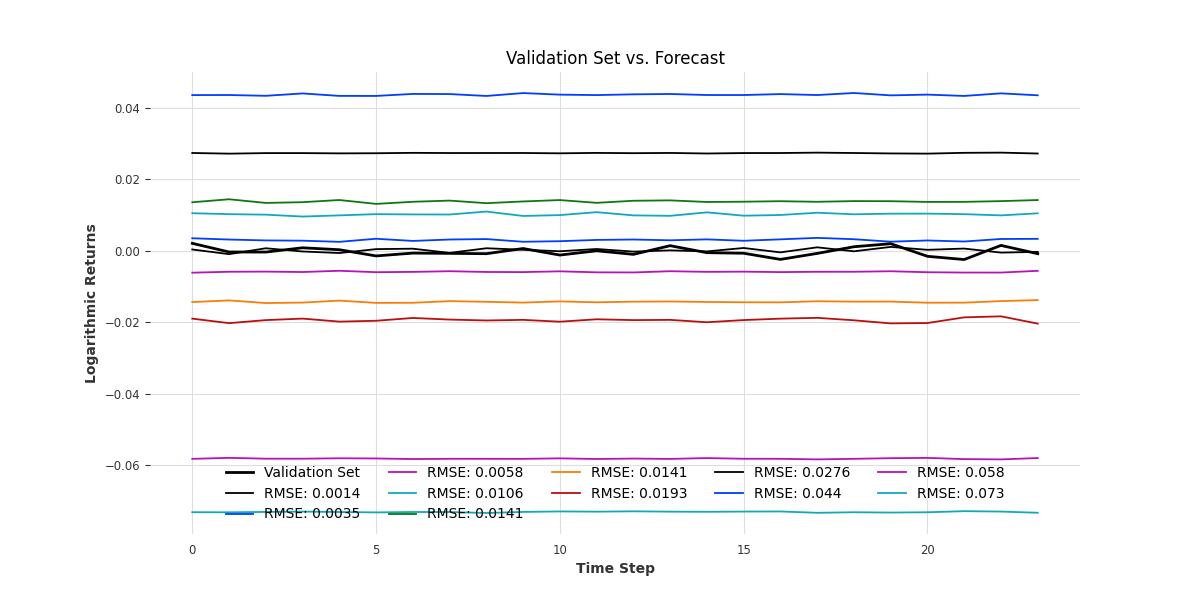 Validation Set vs. Forecast
Logarithmic Returns
0.04
0.02
0.00
−0.02
−0.04
−0.06
Validation Set
RMSE: 0.0014
RMSE: 0.0035
RMSE: 0.0058
RMSE: 0.0106
RMSE: 0.0141
RMSE: 0.0141
RMSE: 0.0193
RMSE: 0.0276
RMSE: 0.044
RMSE: 0.058
RMSE: 0.073
0
5
10
15
20
Time Step